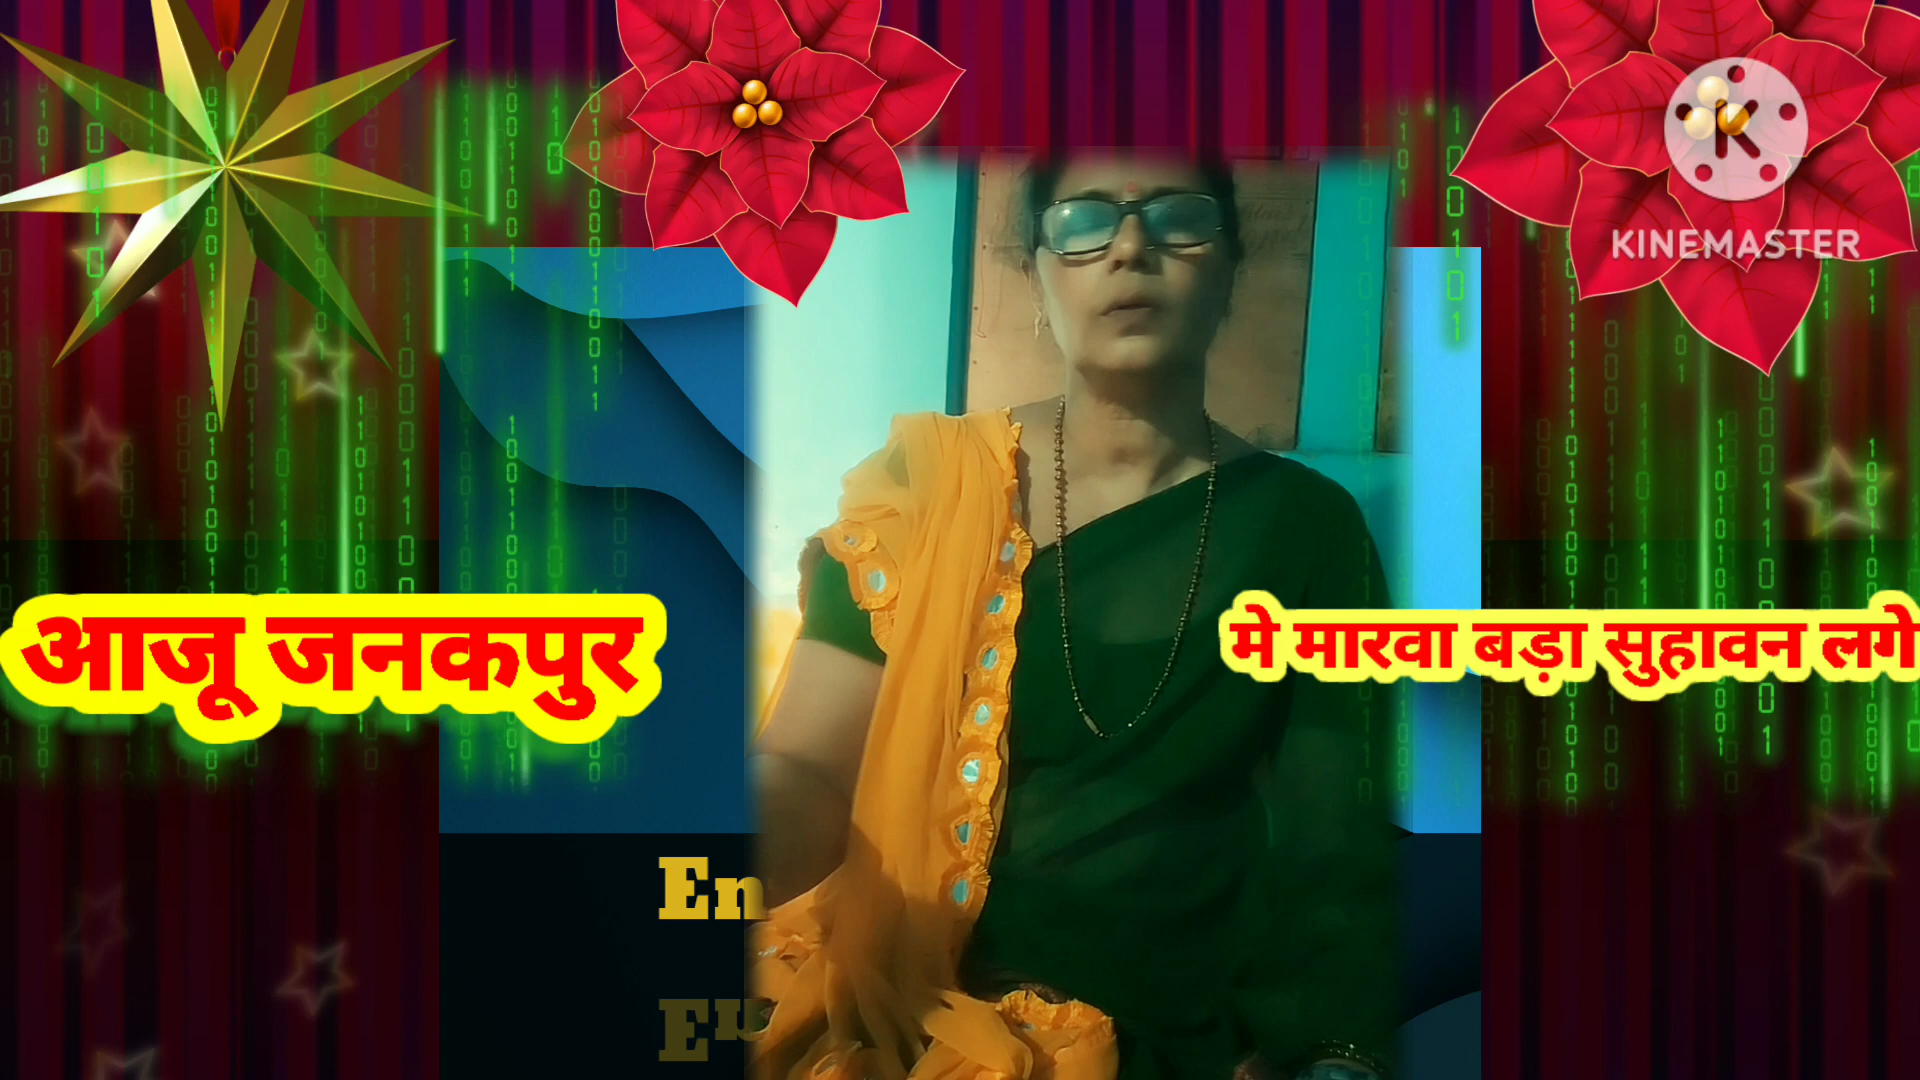 KINEMASTER
आजू जनकपुर
मे मारवा बड़ा सुहावन लगे
En